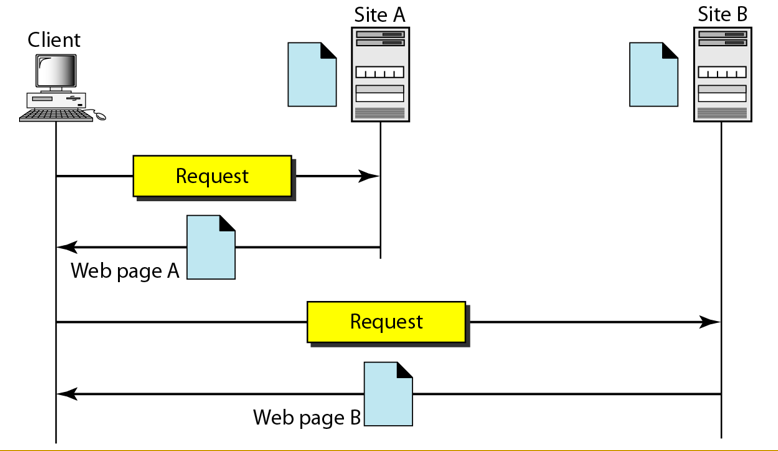 Client
Site A
Site B
Request
Web page A
Request
Web page B